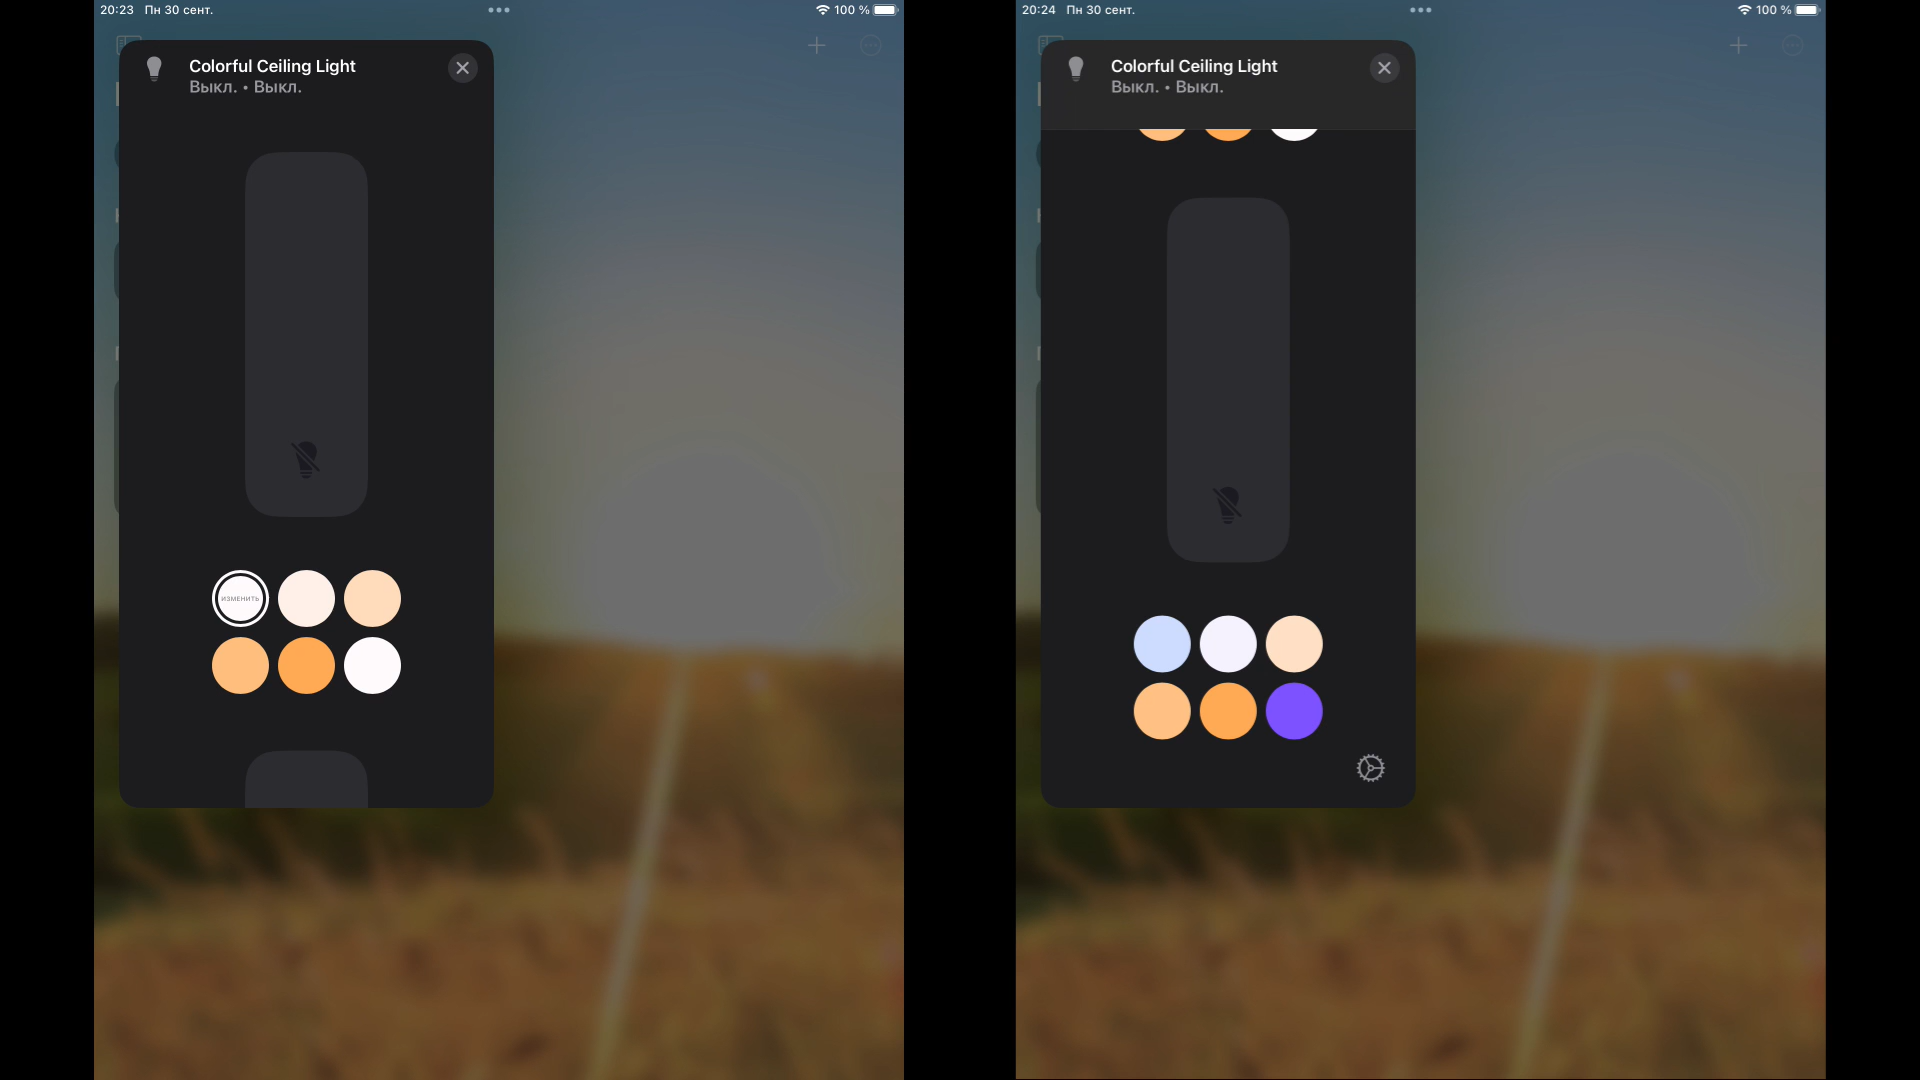 20:23 Пн 30 сент.
100 %
Colorful Ceiling Light
Выкл. • Выкл.
ИЗМЕНИТЬ
20:24 Пн 30 сент.
100 %
Colorful Ceiling Light
Выкл. • Выкл.